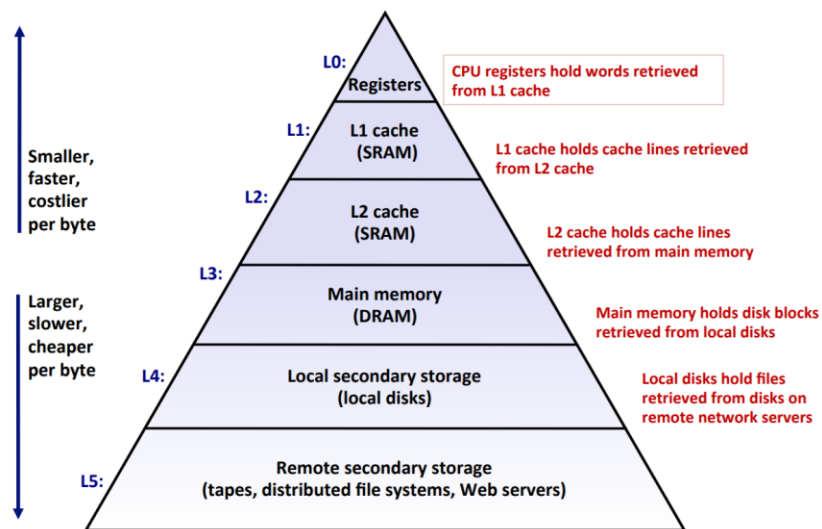 L0:
Registers
CPU registers hold words retrieved
from L1 cache
L1:
L1 cache
(SRAM)
L1 cache holds cache lines retrieved
from L2 cache
Smaller,
faster,
costlier
per byte
L2:
L2 cache
(SRAM)
L2 cache holds cache lines
retrieved from main memory
L3:
Main memory
(DRAM)
Main memory holds disk blocks
retrieved from local disks
Larger,
slower,
cheaper
per byte
L4:
Local secondary storage
(local disks)
Local disks hold files
retrieved from disks on
remote network servers
L5:
Remote secondary storage
(tapes, distributed file systems, Web servers)